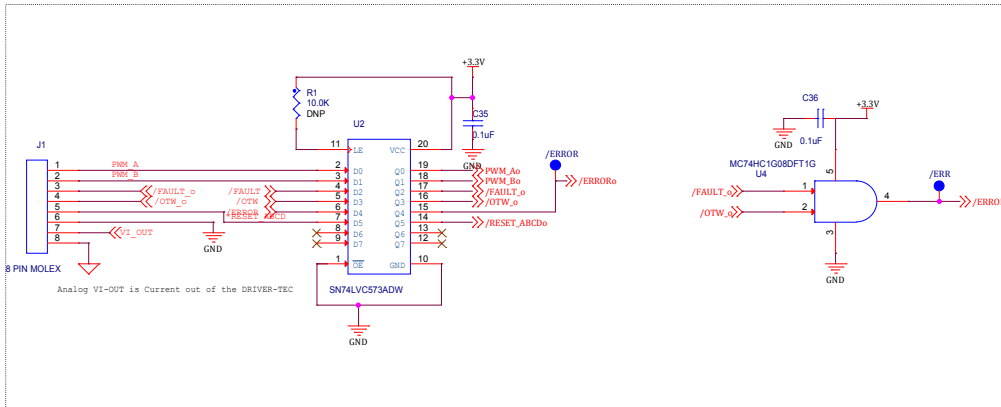 +3.3V
R1
10.0K
DNP
C35
0.1uF
GND
U2
J1
8 PIN MOLEX
1
2
3
4
5
6
7
8
PWM_A
PWM_B
/FAULT_o
/OTW_o
VI_OUT
GND
/FAULT
/OTW
/ERROR
*RESET_ABCD
11 LE VCC 20
2 D0 Q0 19 PWM_Ao
3 D1 Q1 18 PWM_Bo
4 D2 Q2 17 /FAULT_o
5 D3 Q3 16 /OTW_o
6 D4 Q4 15
7 D5 Q5 14 /RESET_ABCDo
8 D6 Q6 13
9 D7 Q7 12
1 OE GND 10
SN74LVC573ADW
GND
/ERROR
/ERRORo
Analog VI-OUT is Current out of the DRIVER-TEC
C36
0.1uF
+3.3V
GND
MC74HC1G08DFT1G
U4
/FAULT_o 1
/OTW_o 2
5
4
3
GND
/ERR
/ERROR